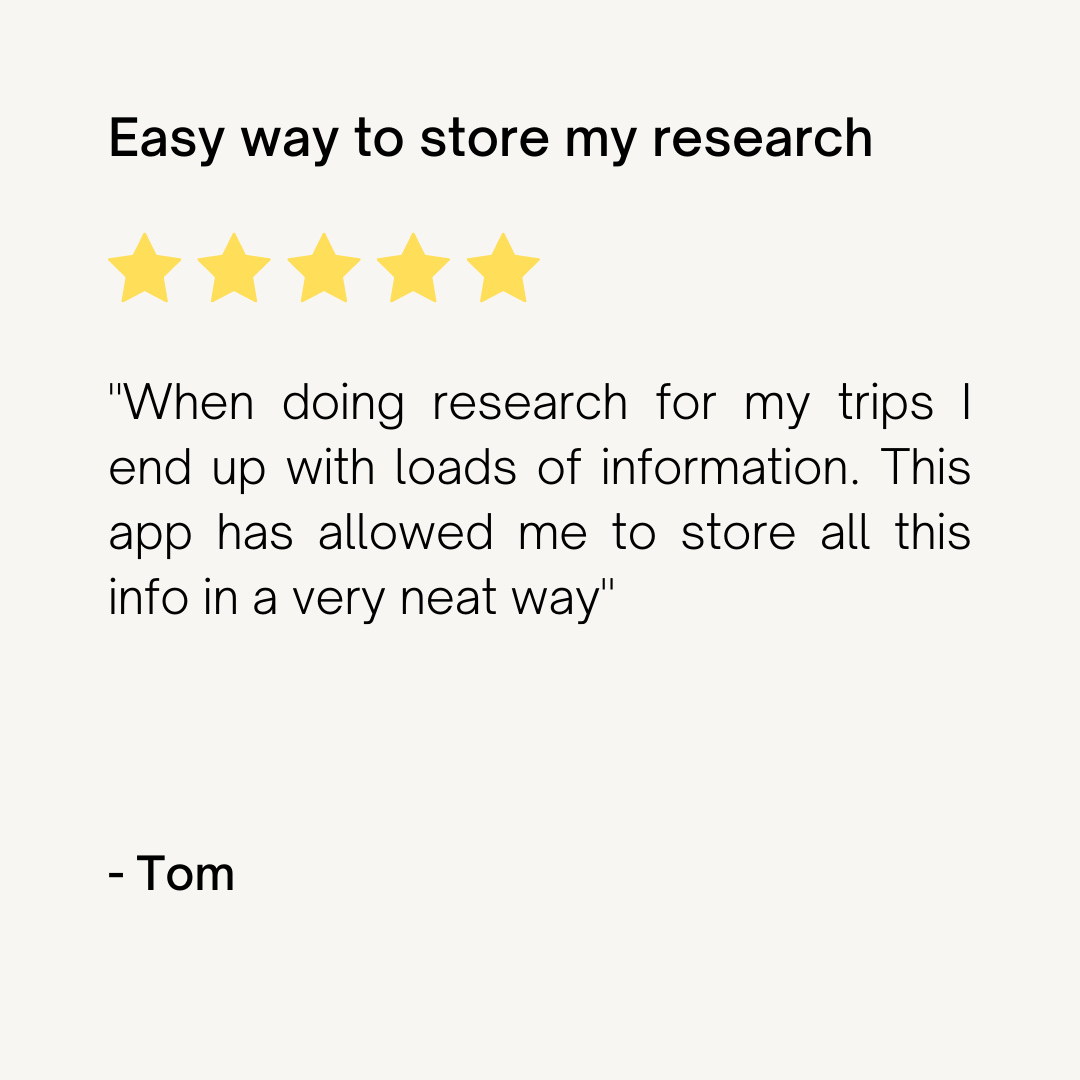 Easy way to store my research
"When doing research for my trips I
end up with loads of information. This
app has allowed me to store all this
info in a very neat way"
- Tom